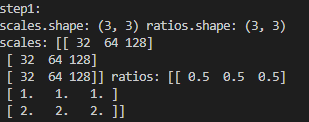 step1:
scales.shape: (3, 3) ratios.shape: (3, 3)
scales: [[ 32  64 128]
[ 32  64 128]
[ 32  64 128]] ratios: [[ 0.5  0.5  0.5]
[ 1.   1.   1. ]
[ 2.   2.   2. ]]